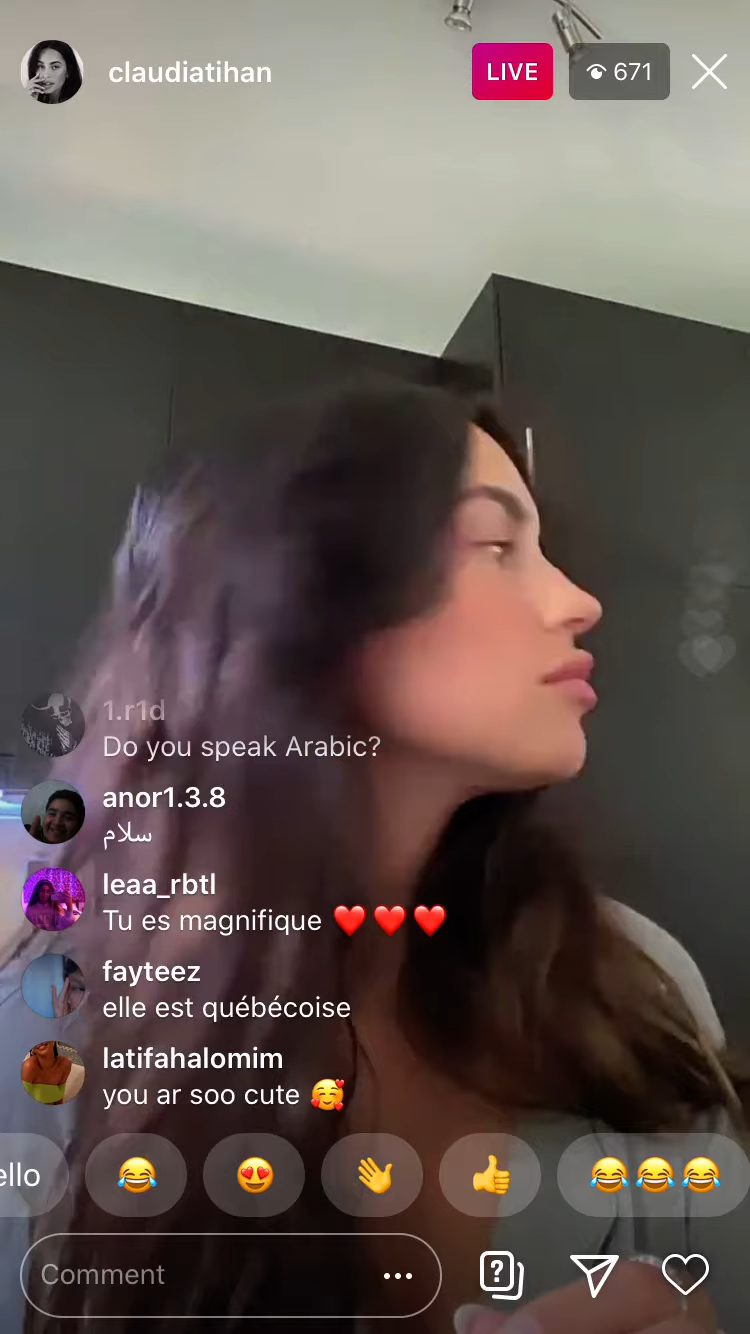 claudiatihan
LIVE
671
1.r1d
Do you speak Arabic?
anor1.3.8
سلام
leaa_rbtl
Tu es magnifique ❤️❤️❤️
fayteez
elle est québécoise
latifahalomim
you ar soo cute 🥰
ello
😂 😍 👋 👍 😂😂😂
Comment